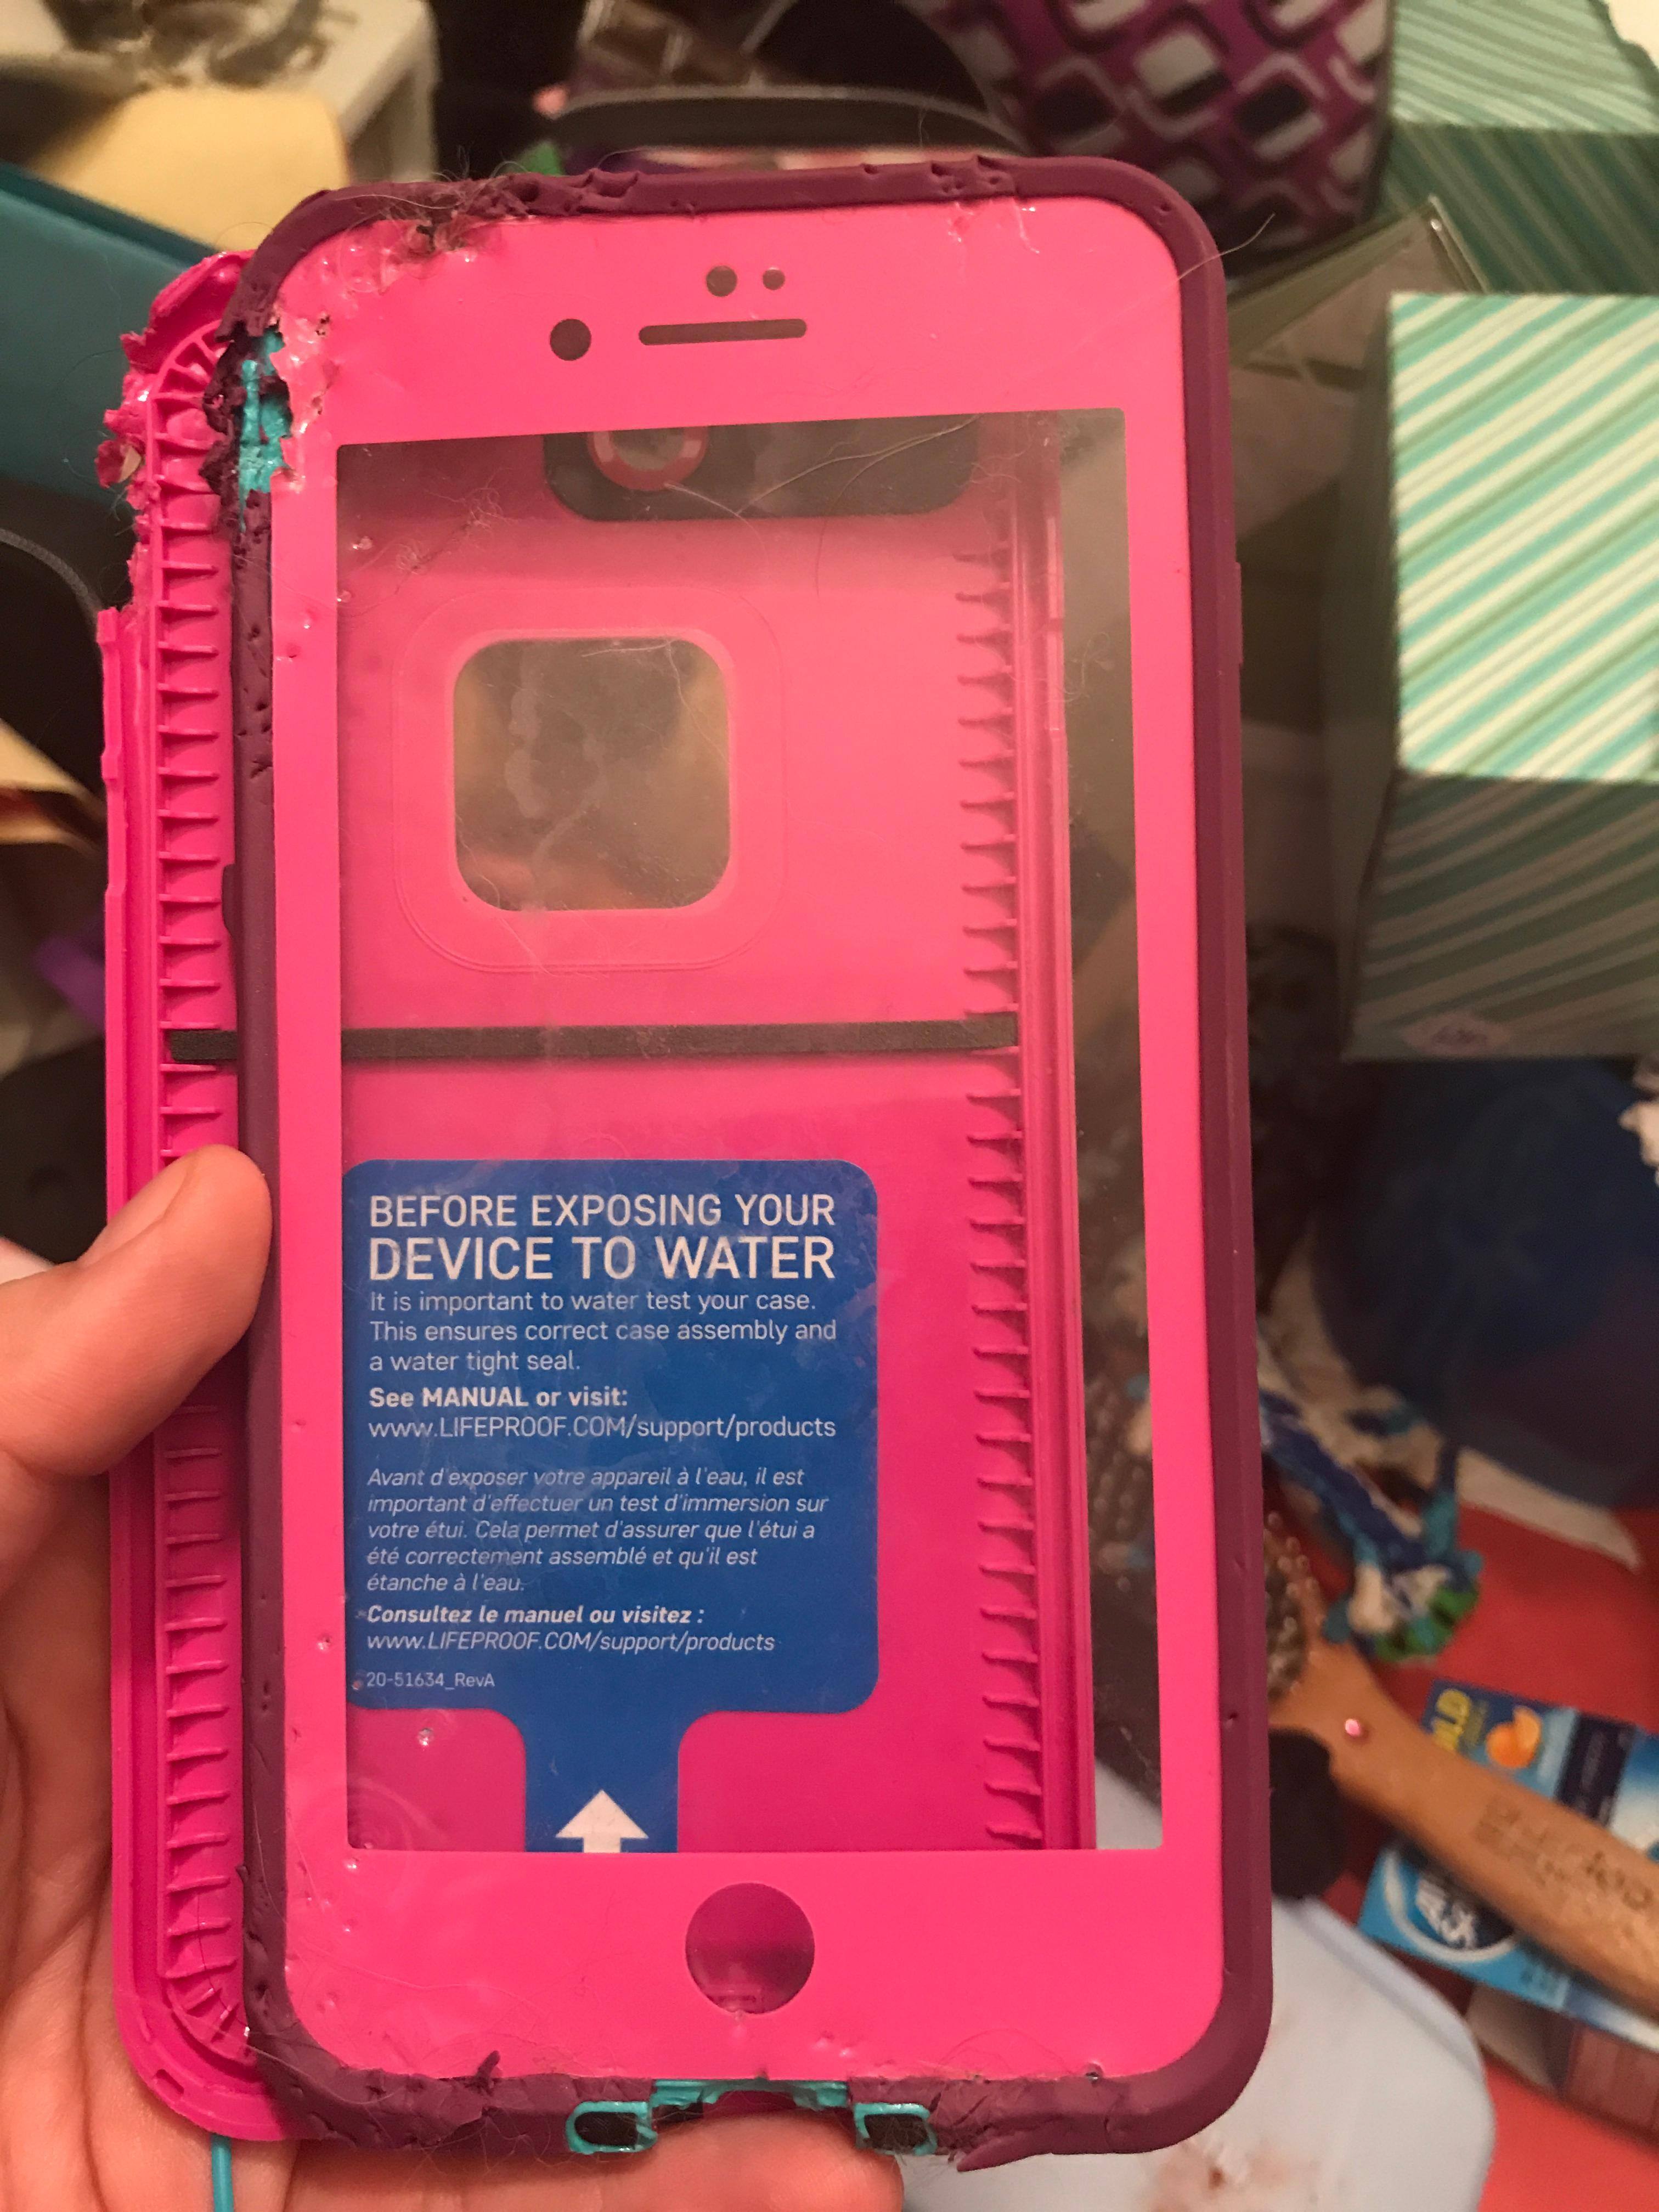 BEFORE EXPOSING YOUR
DEVICE TO WATER
It is important to water test your case.
This ensures correct case assembly and
a water tight seal.
See MANUAL or visit:
www.LIFEPROOF.COM/support/products
Avant d'exposer votre appareil à l'eau, il est
important d'effectuer un test d'immersion sur
votre étui. Cela permet d'assurer que l'étui a
été correctement assemblé et qu'il est
étanche à l'eau.
Consultez le manuel ou visitez :
www.LIFEPROOF.COM/support/products
20-51634_RevA